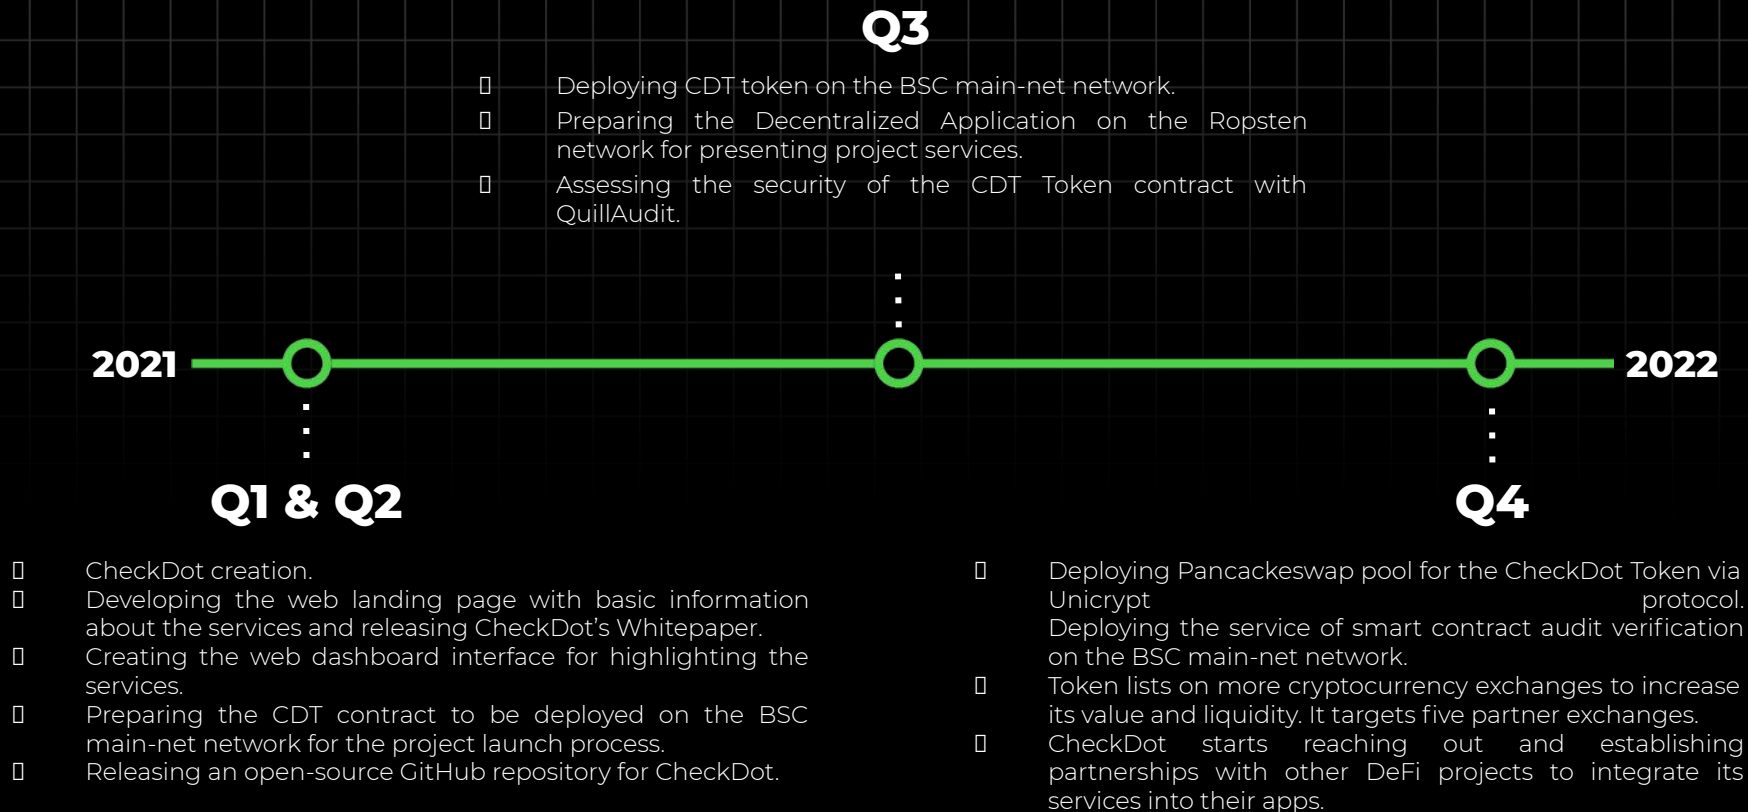 Q3
Deploying CDT token on the BSC main-net network.
Preparing the Decentralized Application on the Ropsten
network for presenting project services.
Assessing the security of the CDT Token contract with
QuillAudit.
2021
2022
Q1 & Q2
CheckDot creation.
Developing the web landing page with basic information
about the services and releasing CheckDot’s Whitepaper.
Creating the web dashboard interface for highlighting the
services.
Preparing the CDT contract to be deployed on the BSC
main-net network for the project launch process.
Releasing an open-source GitHub repository for CheckDot.
Q4
Deploying Pancackeswap pool for the CheckDot Token via
Unicrypt protocol.
Deploying the service of smart contract audit verification
on the BSC main-net network.
Token lists on more cryptocurrency exchanges to increase
its value and liquidity. It targets five partner exchanges.
CheckDot starts reaching out and establishing
partnerships with other DeFi projects to integrate its
services into their apps.